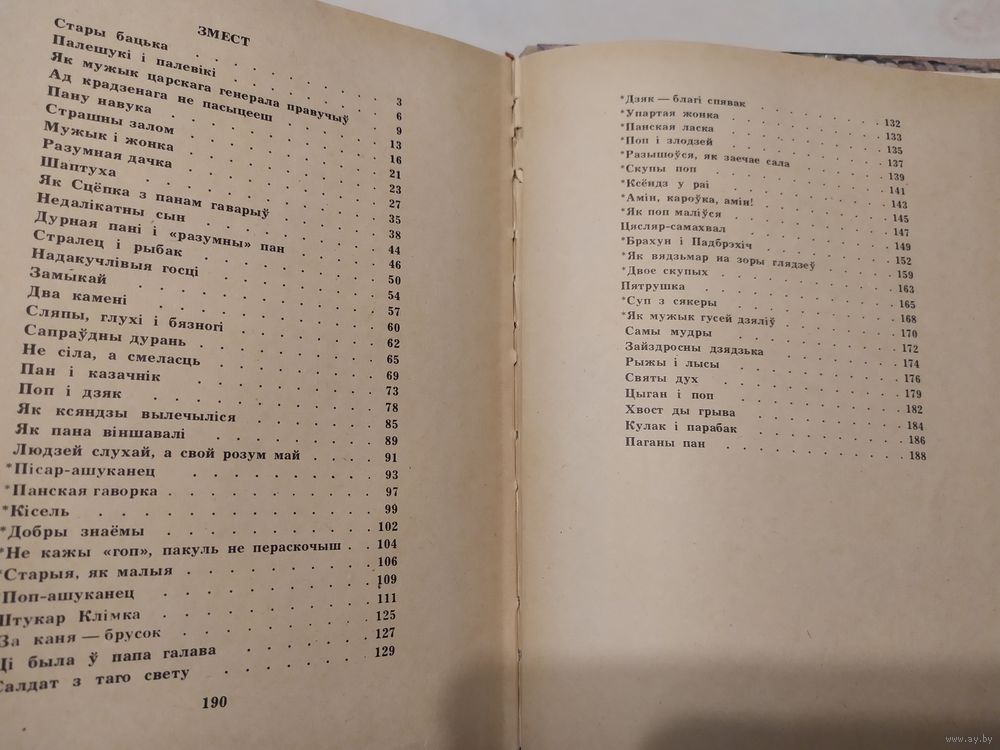 ЗМЕСТ
Стары бацька . . . . . . . . 3
Палешукі і палевікі . . . . . . . 6
Як мужык царскага генерала правучыў . 9
Ад крадзенага не пасыцееш . . . . . 13
Пану навука . . . . . . . . 16
Страшны залом . . . . . . . . 21
Мужык і жонка . . . . . . . . 23
Разумная дачка . . . . . . . . 27
Шаптуха . . . . . . . . . 35
Як Сцёпка з панам гаварыў . . . . . 38
Недалікатны сын . . . . . . . 44
Дурная пані і «разумны» пан . . . . 46
Стралец і рыбак . . . . . . . 50
Надакучлівыя госці . . . . . . . 54
Замыкай . . . . . . . . . 57
Два камені . . . . . . . . . 60
Сляпы, глухі і бязногі . . . . . . 62
Сапраўдны дурань . . . . . . . 65
Не сіла, а смеласць . . . . . . . 69
Пан і казачнік . . . . . . . . 73
Поп і дзяк . . . . . . . . . 78
Як ксяндзы вылечыліся . . . . . . 85
Як пана віншавалі . . . . . . . 89
Людзей слухай, а свой розум май . . . 91
*Пісар-ашуканец . . . . . . . . 93
*Панская гаворка . . . . . . . . 97
*Кісель . . . . . . . . . . 99
*Добры знаёмы . . . . . . . . 102
*Не кажы «гоп», пакуль не пераскочыш . . 104
*Старыя, як малыя . . . . . . . 106
*Поп-ашуканец . . . . . . . . 109
Штукар Клімка . . . . . . . . 111
За каня — брусок . . . . . . . 125
Ці была ў папа галава . . . . . . 127
Салдат з таго свету . . . . . . . 129
190
*Дзяк — благі спявак . . . . . . . 132
*Упартая жонка . . . . . . . . 133
*Панская ласка . . . . . . . . 135
*Поп і злодзей . . . . . . . . 137
*Разышоўся, як заечае сала . . . . . 139
*Скупы поп . . . . . . . . . 141
*Ксёндз у раі . . . . . . . . 143
*Амін, кароўка, амін! . . . . . . . 145
*Як поп маліўся . . . . . . . . 147
Цясляр-самахвал . . . . . . . . 149
*Брахун і Падбрэхіч . . . . . . . 152
*Як вядзьмар на зоры глядзеў . . . . 159
*Двое скупых . . . . . . . . . 163
Пятрушка . . . . . . . . . 165
*Суп з сякеры . . . . . . . . 168
*Як мужык гусей дзяліў . . . . . . 170
Самы мудры . . . . . . . . . 172
Зайздросны дзядзька . . . . . . . 174
Рыжы і лысы . . . . . . . . . 176
Святы дух . . . . . . . . . 179
Цыган і поп . . . . . . . . . 182
Хвост ды грыва . . . . . . . . 184
Кулак і парабак . . . . . . . . 186
Паганы пан . . . . . . . . . 188
www.ay.by